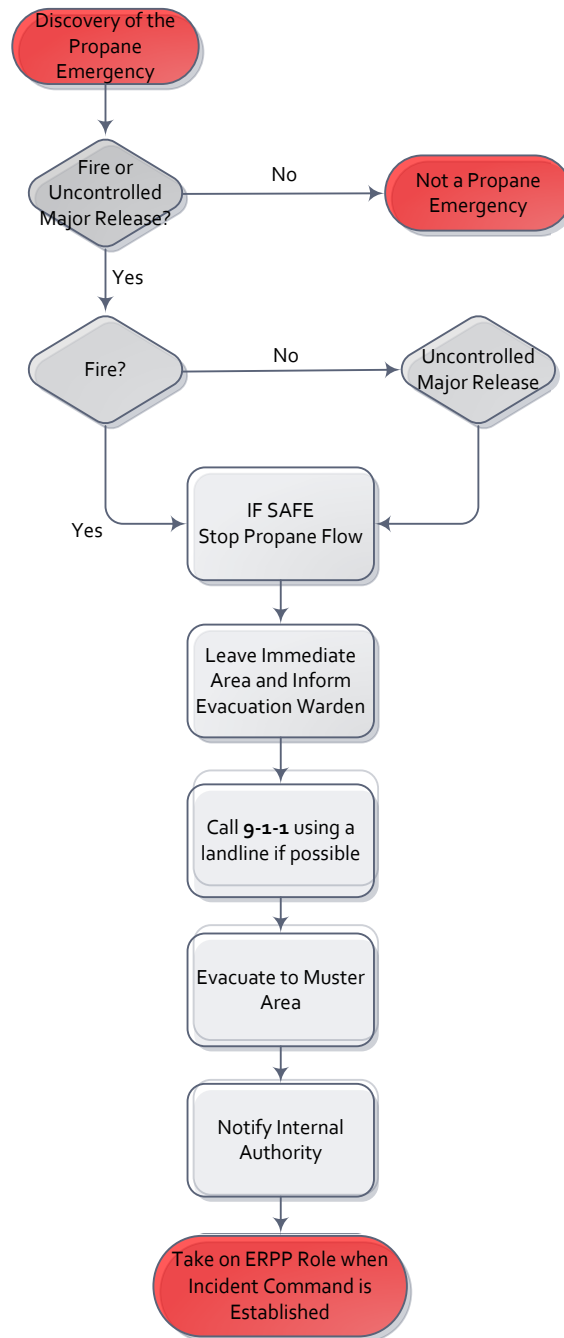 Discovery of the
Propane
Emergency
Fire or
Uncontrolled
Major Release?
No
Not a Propane
Emergency
Yes
Fire?
No
Uncontrolled
Major Release
Yes
IF SAFE
Stop Propane Flow
Leave Immediate
Area and Inform
Evacuation Warden
Call 9-1-1 using a
landline if possible
Evacuate to Muster
Area
Notify Internal
Authority
Take on ERPP Role when
Incident Command is
Established